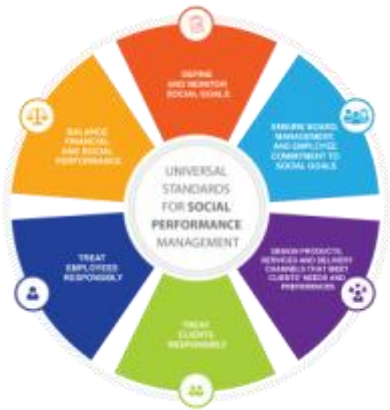 DEFINE
AND MONITOR
SOCIAL GOALS
ENSURE BOARD,
MANAGEMENT,
AND EMPLOYEE
COMMITMENT TO
SOCIAL GOALS
DESIGN PRODUCTS,
SERVICES AND DELIVERY
CHANNELS THAT MEET
CLIENTS' NEEDS AND
PREFERENCES
TREAT
CLIENTS
RESPONSIBLY
TREAT
EMPLOYEES
RESPONSIBLY
BALANCE
FINANCIAL
AND SOCIAL
PERFORMANCE
UNIVERSAL
STANDARDS
FOR SOCIAL
PERFORMANCE
MANAGEMENT